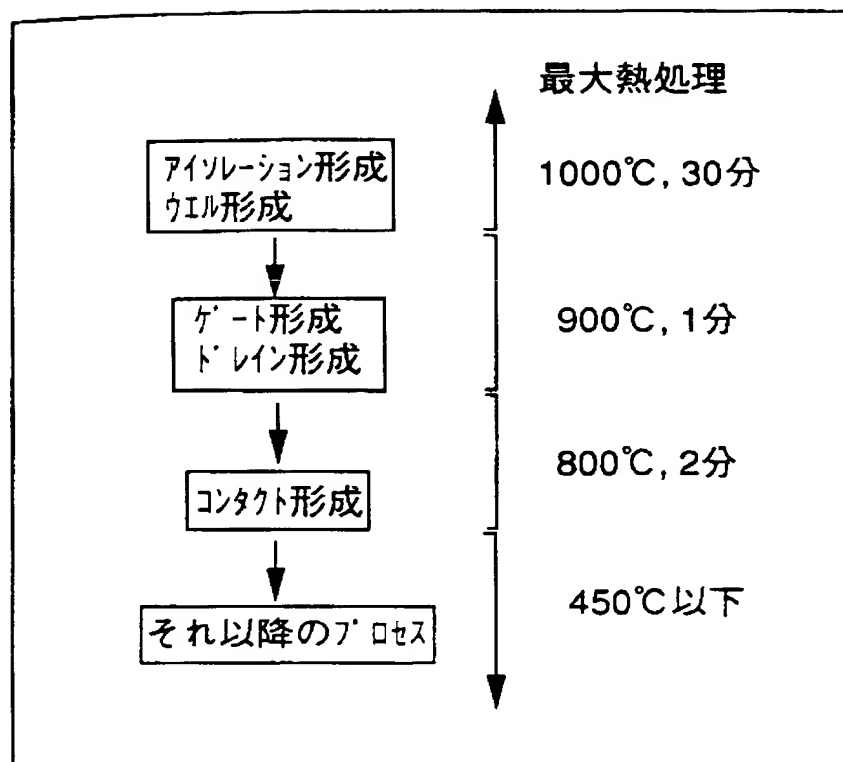 最大熱処理
アイソレーション形成
ウエル形成
1000℃, 30分
ゲート形成
ドレイン形成
900℃, 1分
コンタクト形成
800℃, 2分
それ以降のプロセス
450℃以下